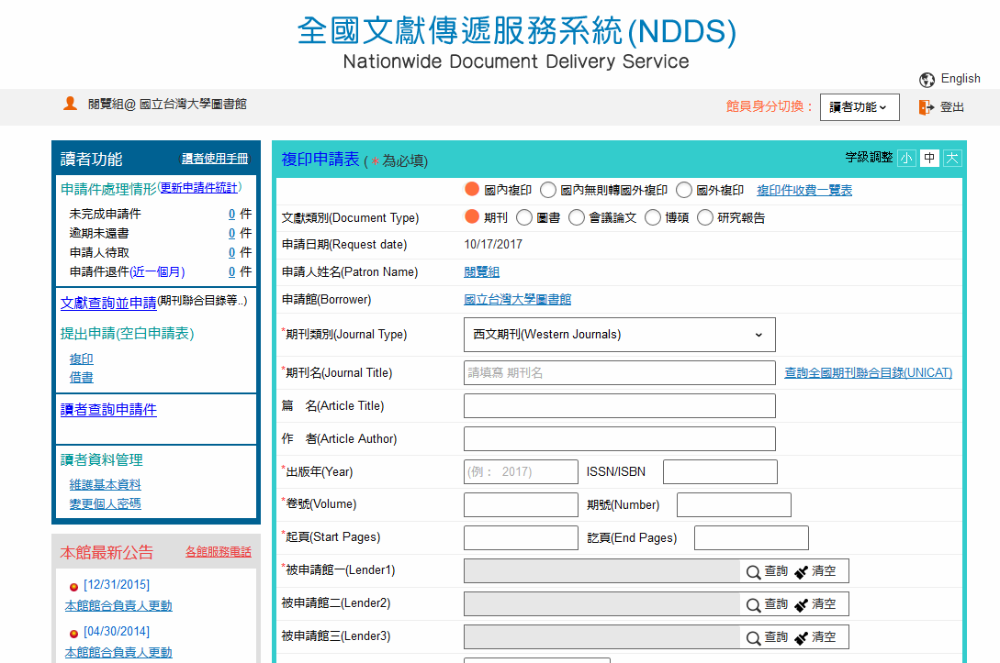 全國文獻傳遞服務系統(NDDS)
Nationwide Document Delivery Service
English
閱覽組@ 國立台灣大學圖書館
館員身分切換： 讀者功能 登出
讀者功能 讀者使用手冊
申請件處理情形(更新申請件統計)
未完成申請件 0 件
逾期未還書 0 件
申請人待取 0 件
申請件退件(近一個月) 0 件
文獻查詢並申請(期刊聯合目錄等..)
提出申請(空白申請表)
複印
借書
讀者查詢申請件
讀者資料管理
維護基本資料
變更個人密碼
本館最新公告 各館服務電話
[12/31/2015]
本館館合負責人更動
[04/30/2014]
本館館合負責人更動
複印申請表 ( * 為必填) 字級調整 小 中 大
國內複印 國內無則轉國外複印 國外複印 複印件收費一覽表
文獻類別(Document Type) 期刊 圖書 會議論文 博碩 研究報告
申請日期(Request date) 10/17/2017
申請人姓名(Patron Name) 閱覽組
申請館(Borrower) 國立台灣大學圖書館
*期刊類別(Journal Type) 西文期刊(Western Journals)
*期刊名(Journal Title) 請填寫 期刊名 查詢全國期刊聯合目錄(UNICAT)
篇 名(Article Title)
作 者(Article Author)
*出版年(Year) (例： 2017) ISSN/ISBN
*卷號(Volume) 期號(Number)
*起頁(Start Pages) 訖頁(End Pages)
*被申請館一(Lender1) 查詢 清空
被申請館二(Lender2) 查詢 清空
被申請館三(Lender3) 查詢 清空